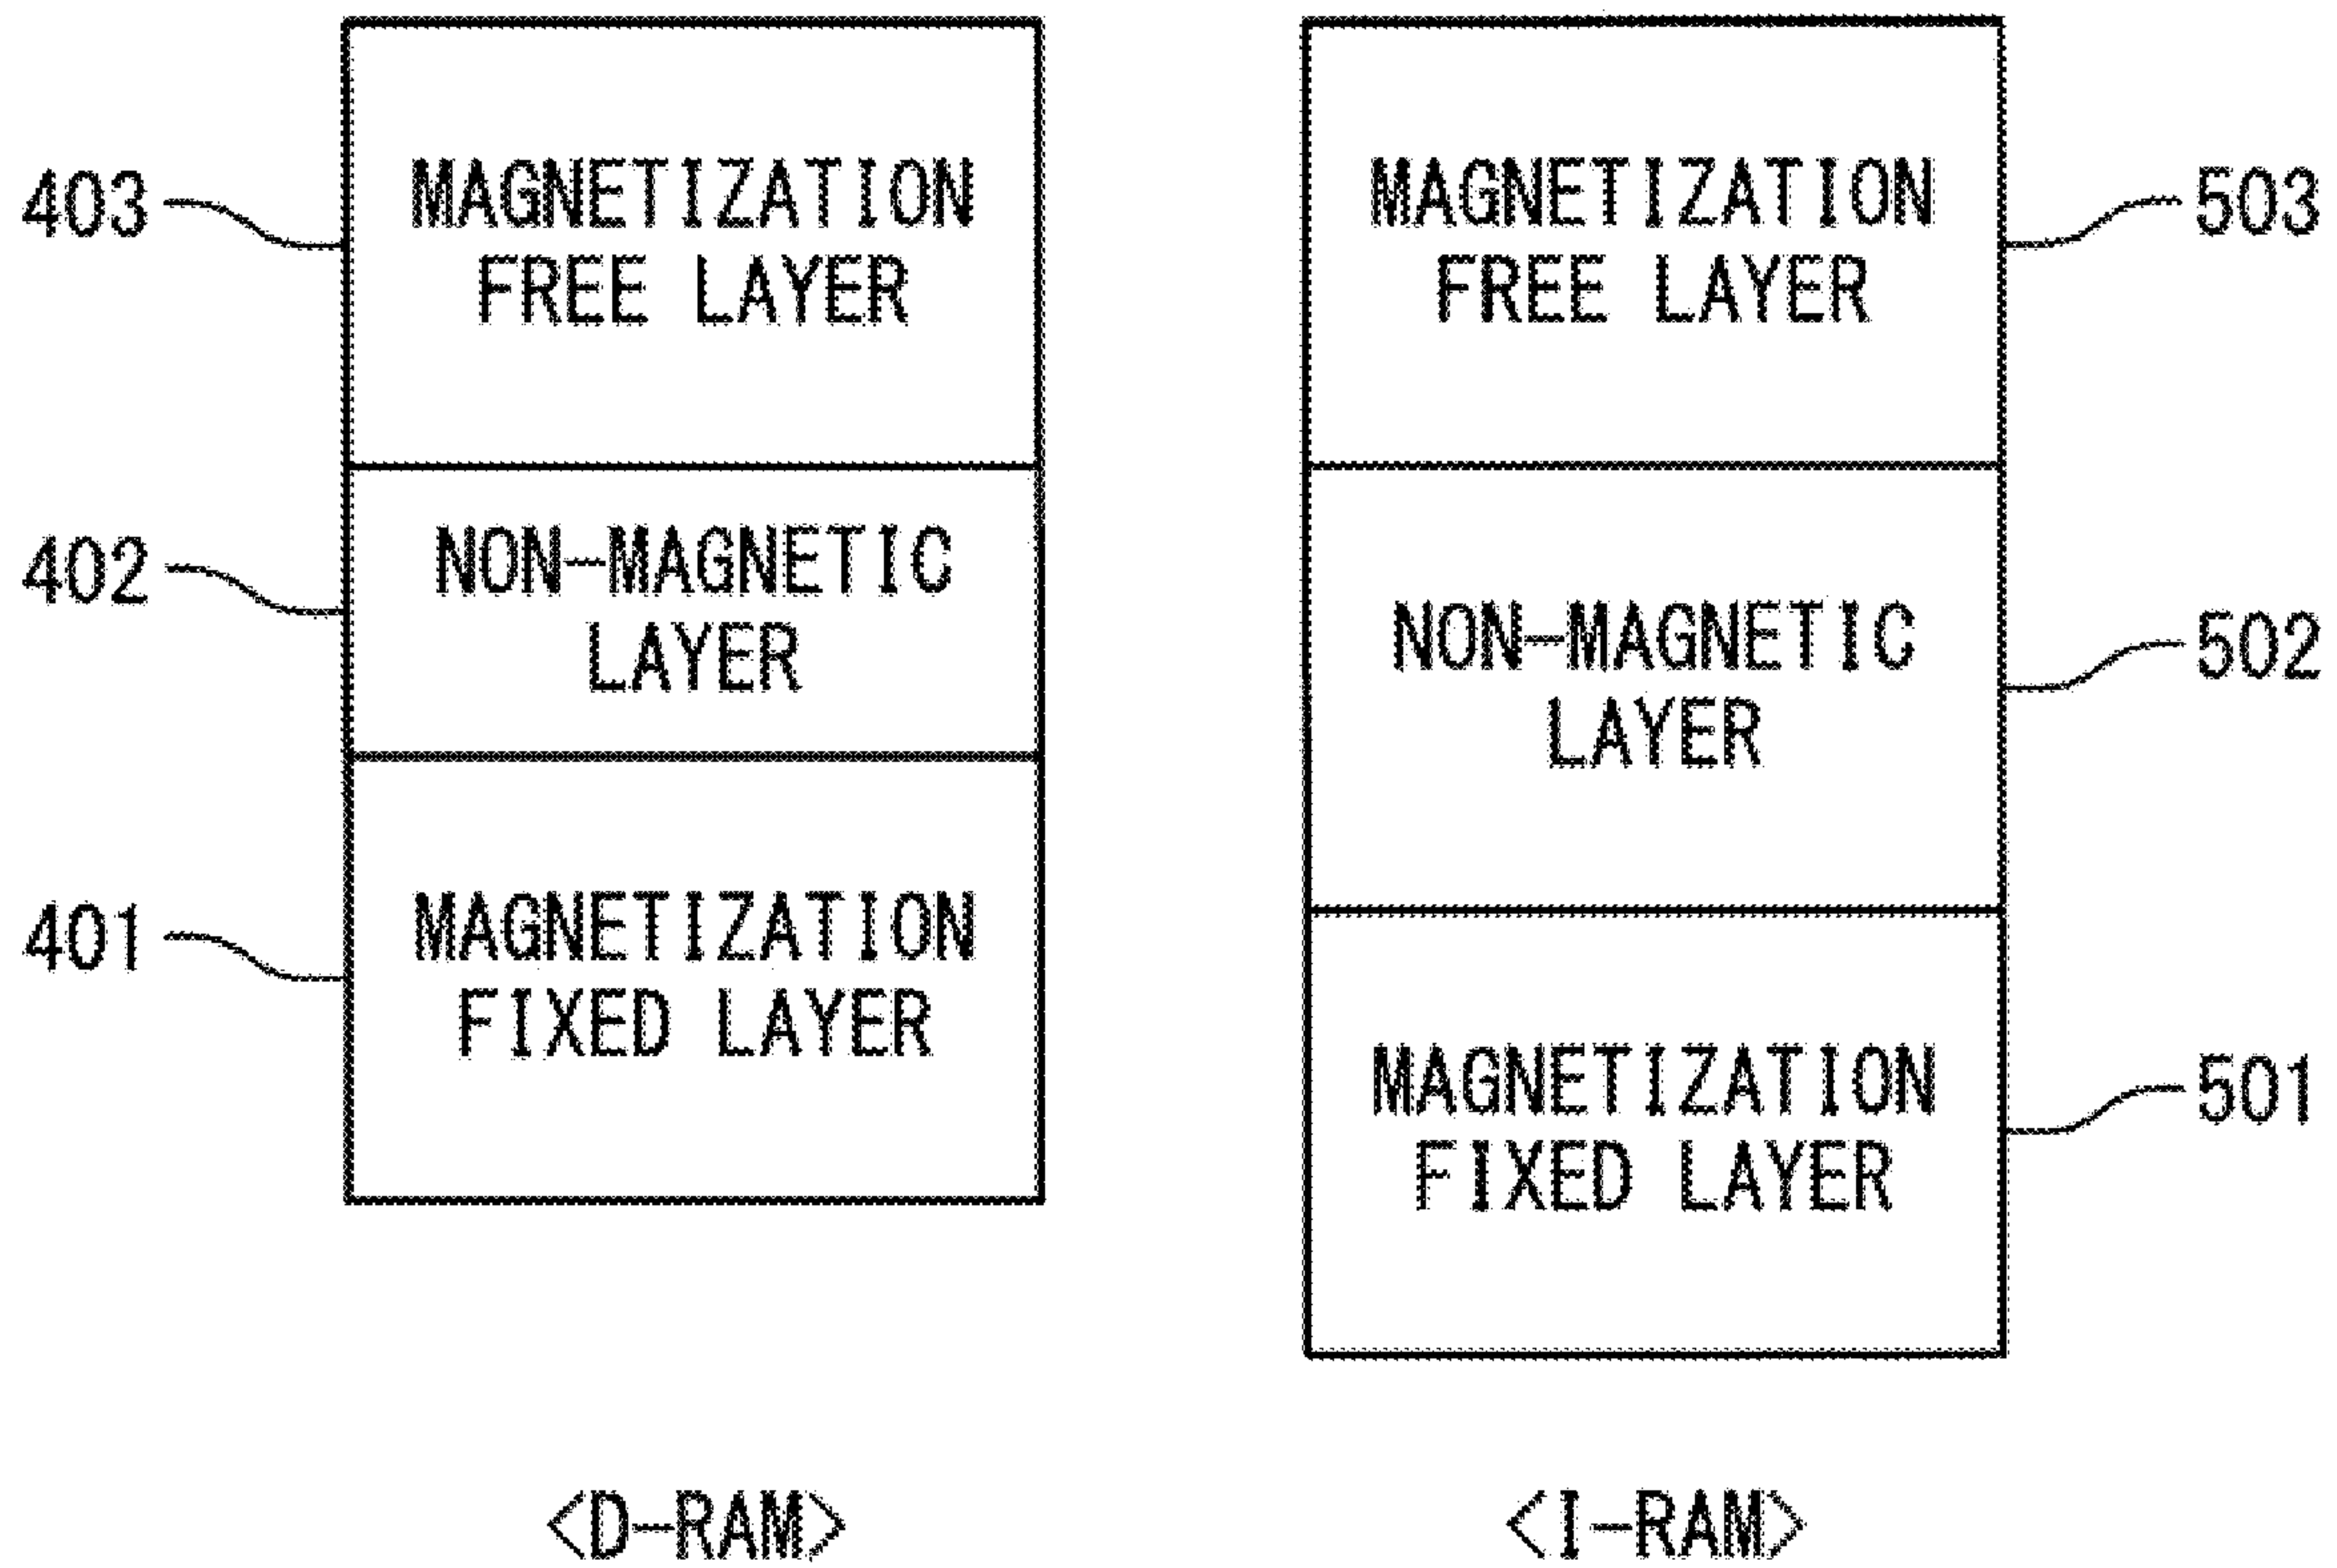 403
MAGNETIZATION
FREE LAYER
402
NON-MAGNETIC
LAYER
401
MAGNETIZATION
FIXED LAYER
<D-RAM>
MAGNETIZATION
FREE LAYER
503
NON-MAGNETIC
LAYER
502
MAGNETIZATION
FIXED LAYER
501
<I-RAM>